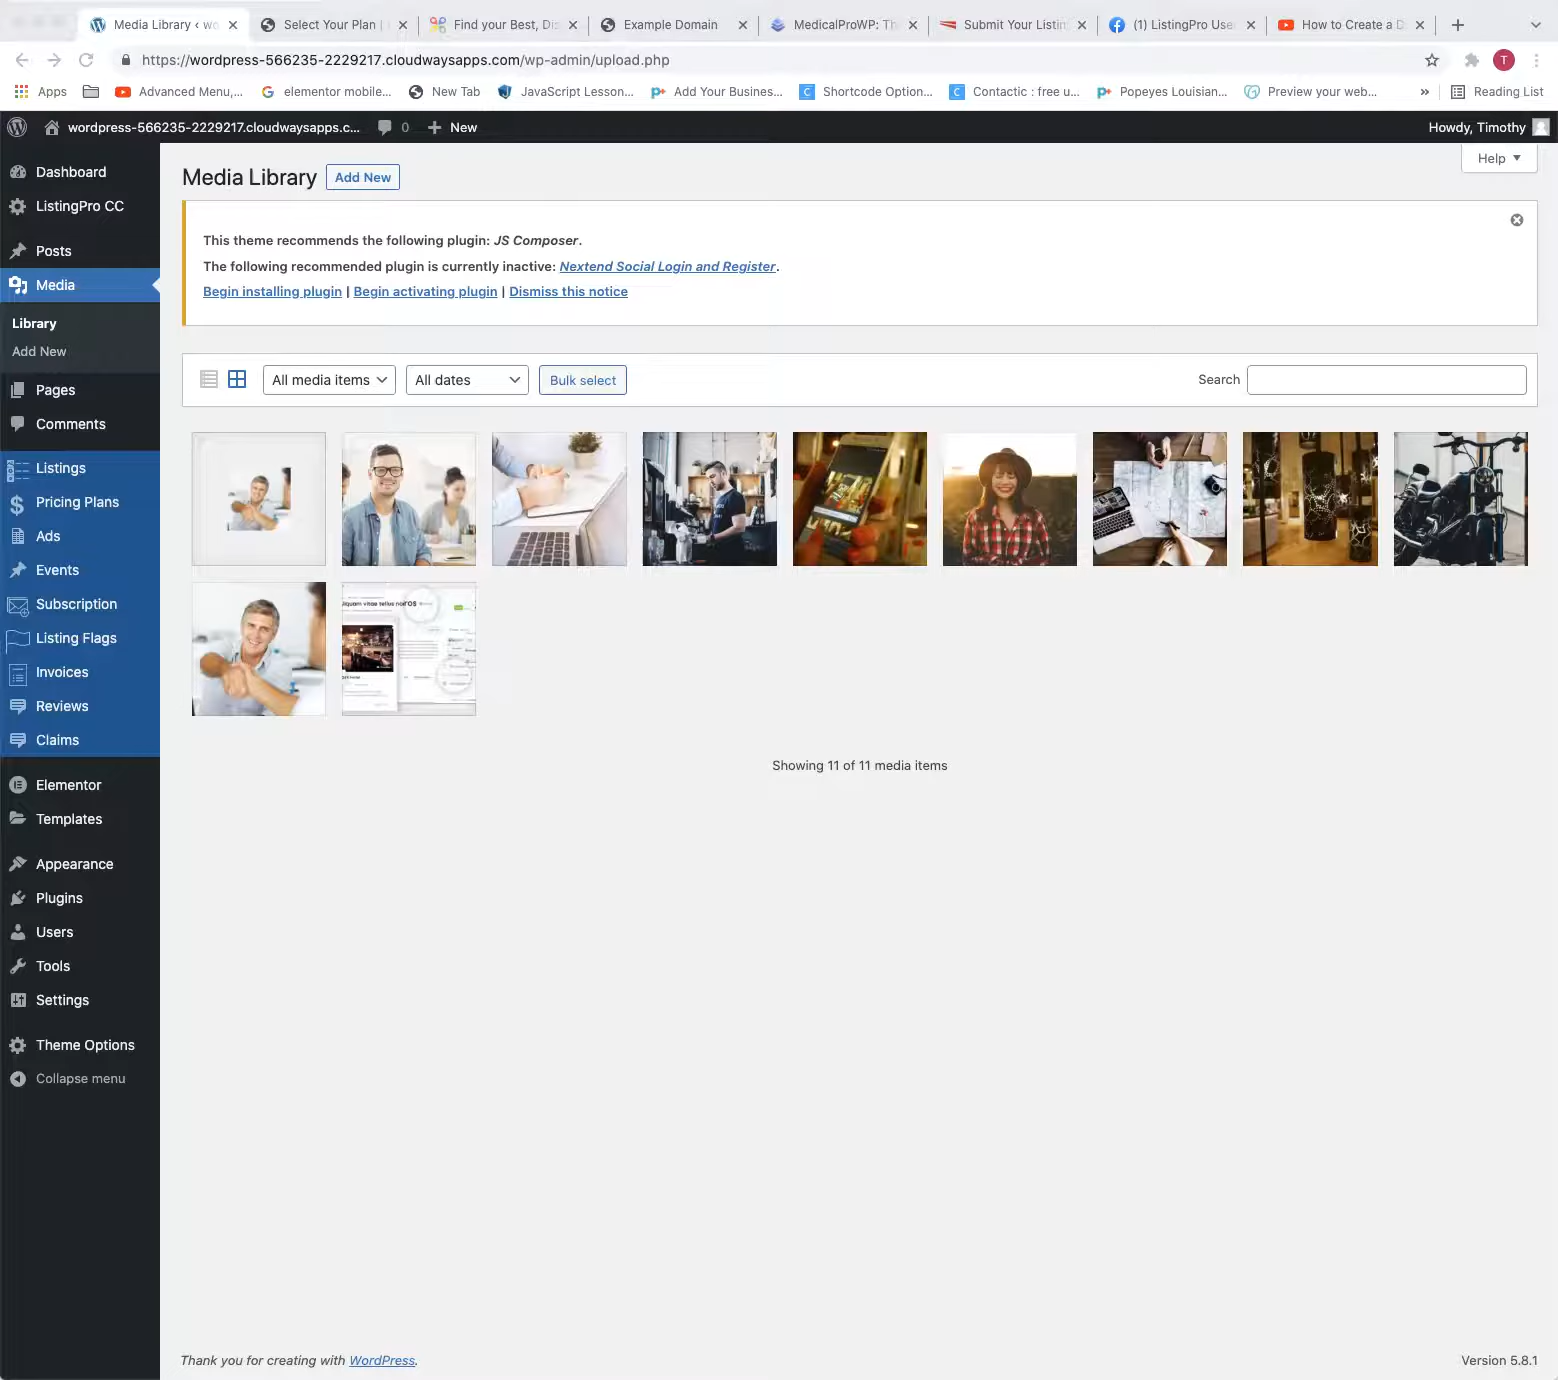 Media Library ‹ wo
Select Your Plan |
Find your Best, Di
Example Domain
MedicalProWP: Th
Submit Your Listin
(1) ListingPro Use
How to Create a D
https://wordpress-566235-2229217.cloudwaysapps.com/wp-admin/upload.php
T
Apps
Advanced Menu,...
elementor mobile...
New Tab
JavaScript Lesson...
Add Your Busines...
Shortcode Option...
Contactic : free u...
Popeyes Louisian...
Preview your web...
»
Reading List
wordpress-566235-2229217.cloudwaysapps.c...
0
New
Howdy, Timothy
Dashboard
ListingPro CC
Posts
Media
Library
Add New
Pages
Comments
Listings
Pricing Plans
Ads
Events
Subscription
Listing Flags
Invoices
Reviews
Claims
Elementor
Templates
Appearance
Plugins
Users
Tools
Settings
Theme Options
Collapse menu
Media Library
Add New
Help
This theme recommends the following plugin: JS Composer.
The following recommended plugin is currently inactive: Nextend Social Login and Register.
Begin installing plugin | Begin activating plugin | Dismiss this notice
All media items
All dates
Bulk select
Search
Showing 11 of 11 media items
Thank you for creating with WordPress.
Version 5.8.1